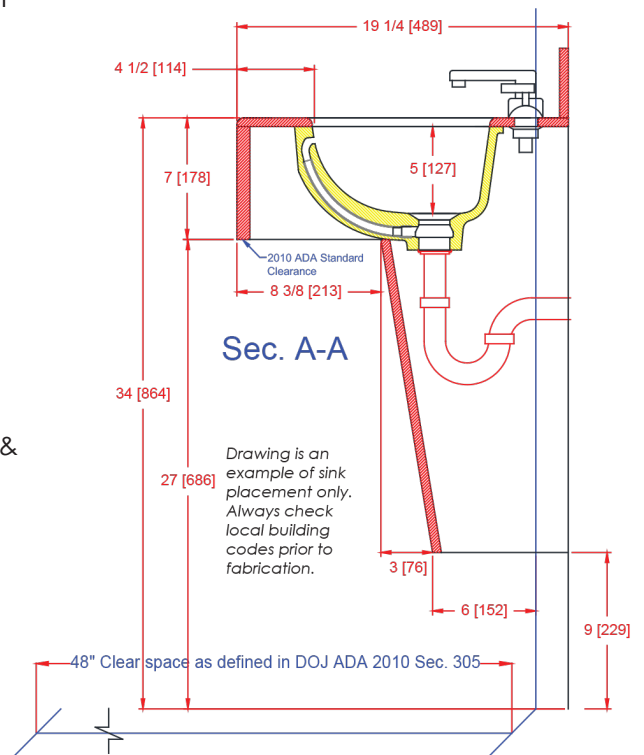 19 1/4 [489]
4 1/2 [114]
7 [178]
5 [127]
2010 ADA Standard
Clearance
8 3/8 [213]
Sec. A-A
34 [864]
&
27 [686]
Drawing is an
example of sink
placement only.
Always check
local building
codes prior to
fabrication.
3 [76]
6 [152]
9 [229]
48" Clear space as defined in DOJ ADA 2010 Sec. 305